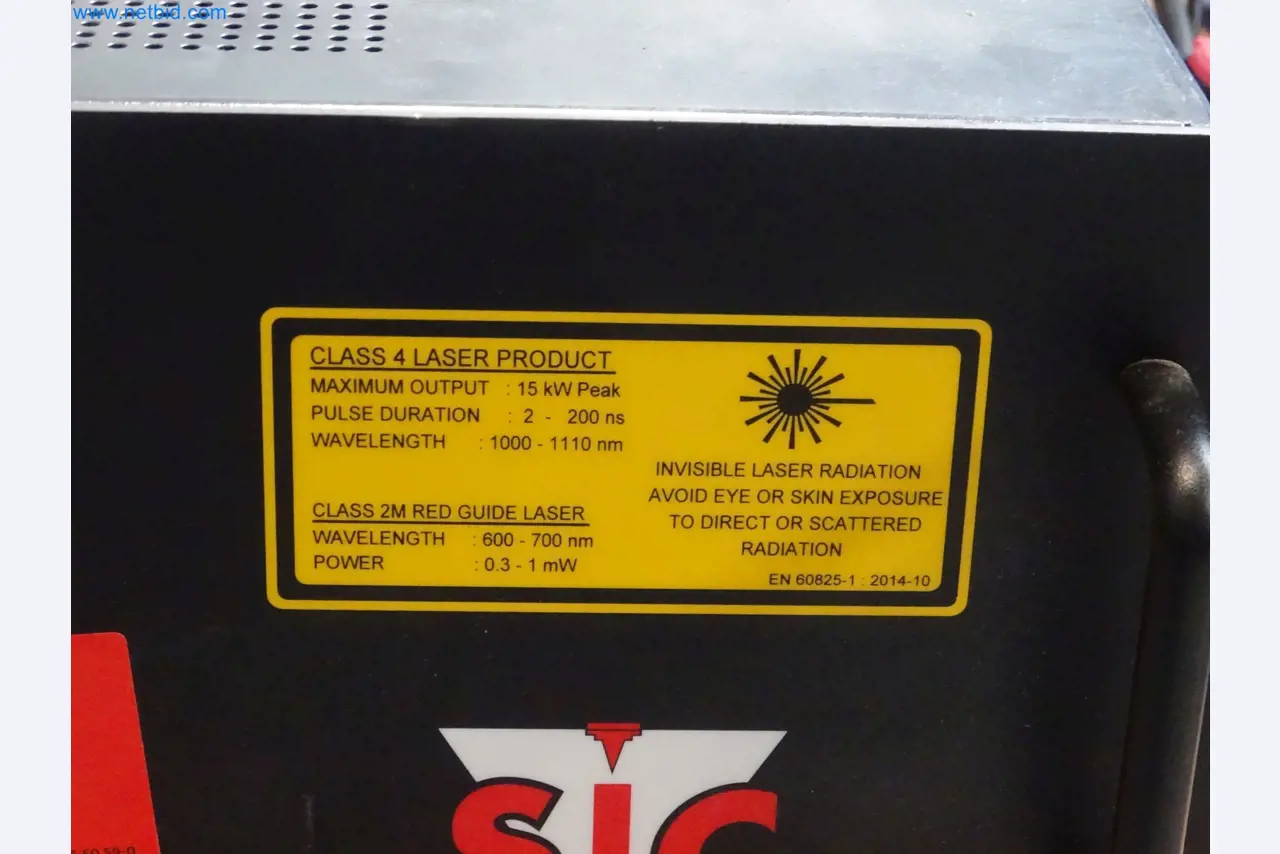 www.netbid.com
CLASS 4 LASER PRODUCT
MAXIMUM OUTPUT : 15 kW Peak
PULSE DURATION : 2 - 200 ns
WAVELENGTH : 1000 - 1110 nm
CLASS 2M RED GUIDE LASER
WAVELENGTH : 600 - 700 nm
POWER : 0.3 - 1 mW
INVISIBLE LASER RADIATION
AVOID EYE OR SKIN EXPOSURE
TO DIRECT OR SCATTERED
RADIATION
EN 60825-1 : 2014-10
SIC